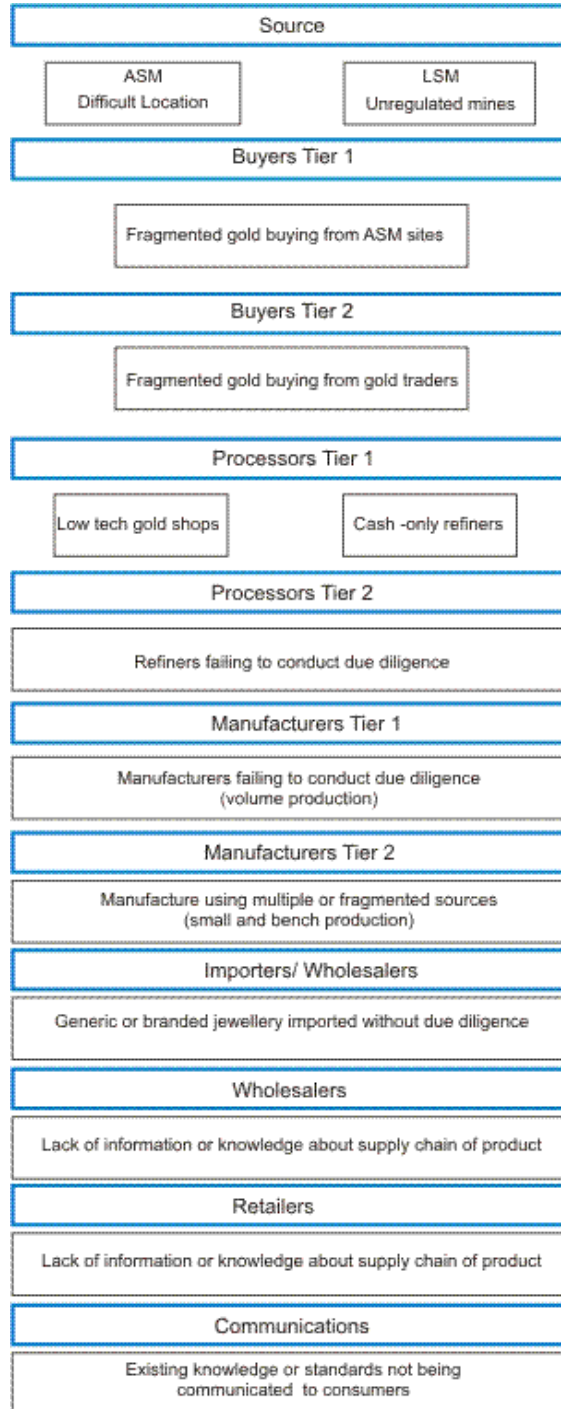 Source
ASM
Difficult Location
LSM
Unregulated mines
Buyers Tier 1
Fragmented gold buying from ASM sites
Buyers Tier 2
Fragmented gold buying from gold traders
Processors Tier 1
Low tech gold shops
Cash -only refiners
Processors Tier 2
Refiners failing to conduct due diligence
Manufacturers Tier 1
Manufacturers failing to conduct due diligence
(volume production)
Manufacturers Tier 2
Manufacture using multiple or fragmented sources
(small and bench production)
Importers/ Wholesalers
Generic or branded jewellery imported without due diligence
Wholesalers
Lack of information or knowledge about supply chain of product
Retailers
Lack of information or knowledge about supply chain of product
Communications
Existing knowledge or standards not being
communicated to consumers